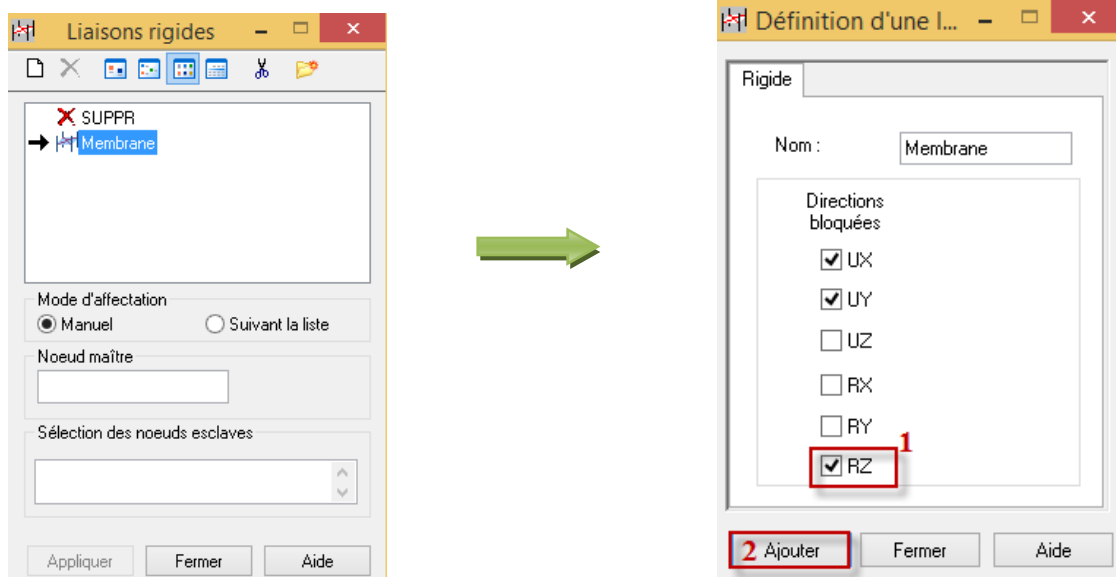 Liaisons rigides
SUPPR
Membrane
Mode d'affectation
Manuel
Suivant la liste
Noeud maître
Sélection des noeuds esclaves
Appliquer
Fermer
Aide
Définition d'une l...
Rigide
Nom :
Membrane
Directions
bloquées
UX
UY
UZ
RX
RY
RZ
1
2 Ajouter
Fermer
Aide